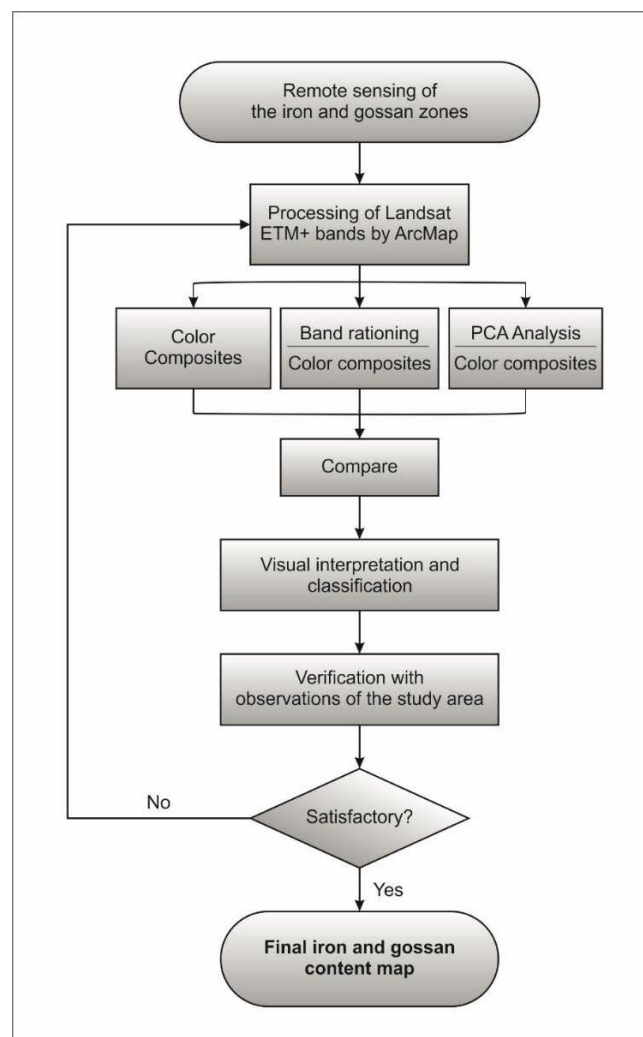 Remote sensing of
the iron and gossan zones
Processing of Landsat
ETM+ bands by ArcMap
Color
Composites
Band rationing
Color composites
PCA Analysis
Color composites
Compare
Visual interpretation and
classification
Verification with
observations of the study area
Satisfactory?
No
Yes
Final iron and gossan
content map